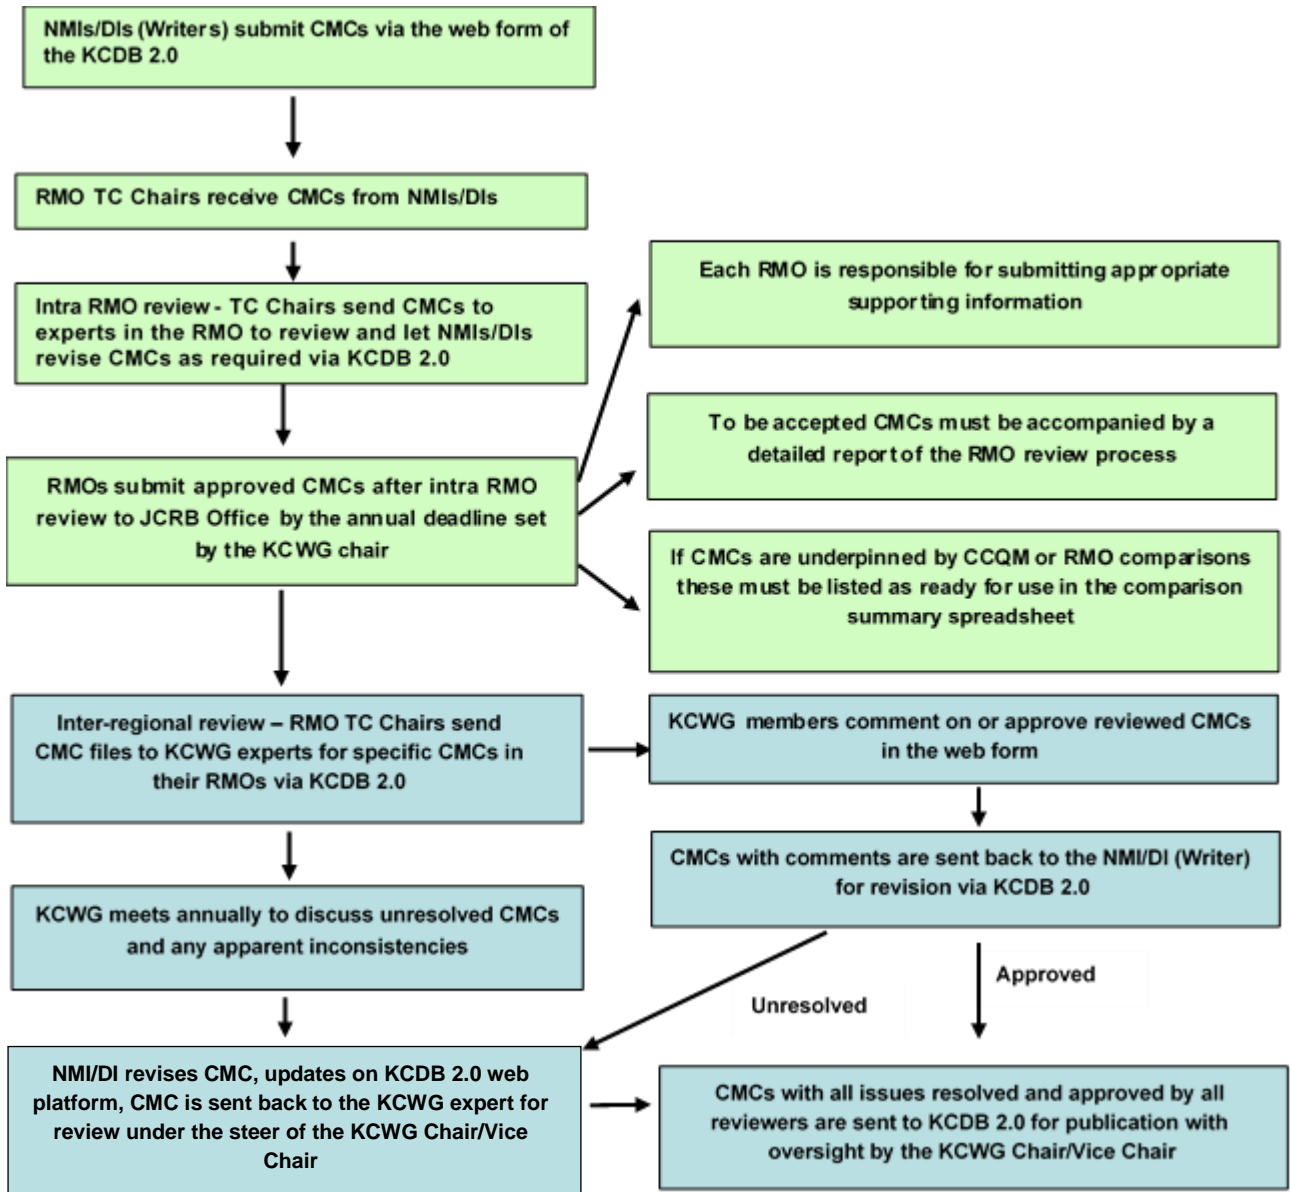 NMIs/DIs (Writers) submit CMCs via the web form of
the KCDB 2.0
RMO TC Chairs receive CMCs from NMIs/DIs
Intra RMO review - TC Chairs send CMCs to
experts in the RMO to review and let NMIs/DIs
revise CMCs as required via KCDB 2.0
Each RMO is responsible for submitting appropriate
supporting information
To be accepted CMCs must be accompanied by a
detailed report of the RMO review process
RMOs submit approved CMCs after intra RMO
review to JCRB Office by the annual deadline set
by the KCWG chair
If CMCs are underpinned by CCQM or RMO comparisons
these must be listed as ready for use in the comparison
summary spreadsheet
Inter-regional review – RMO TC Chairs send
CMC files to KCWG experts for specific CMCs in
their RMOs via KCDB 2.0
KCWG members comment on or approve reviewed CMCs
in the web form
CMCs with comments are sent back to the NMI/DI (Writer)
for revision via KCDB 2.0
KCWG meets annually to discuss unresolved CMCs
and any apparent inconsistencies
Approved
Unresolved
NMI/DI revises CMC, updates on KCDB 2.0 web
platform, CMC is sent back to the KCWG expert for
review under the steer of the KCWG Chair/Vice
Chair
CMCs with all issues resolved and approved by all
reviewers are sent to KCDB 2.0 for publication with
oversight by the KCWG Chair/Vice Chair